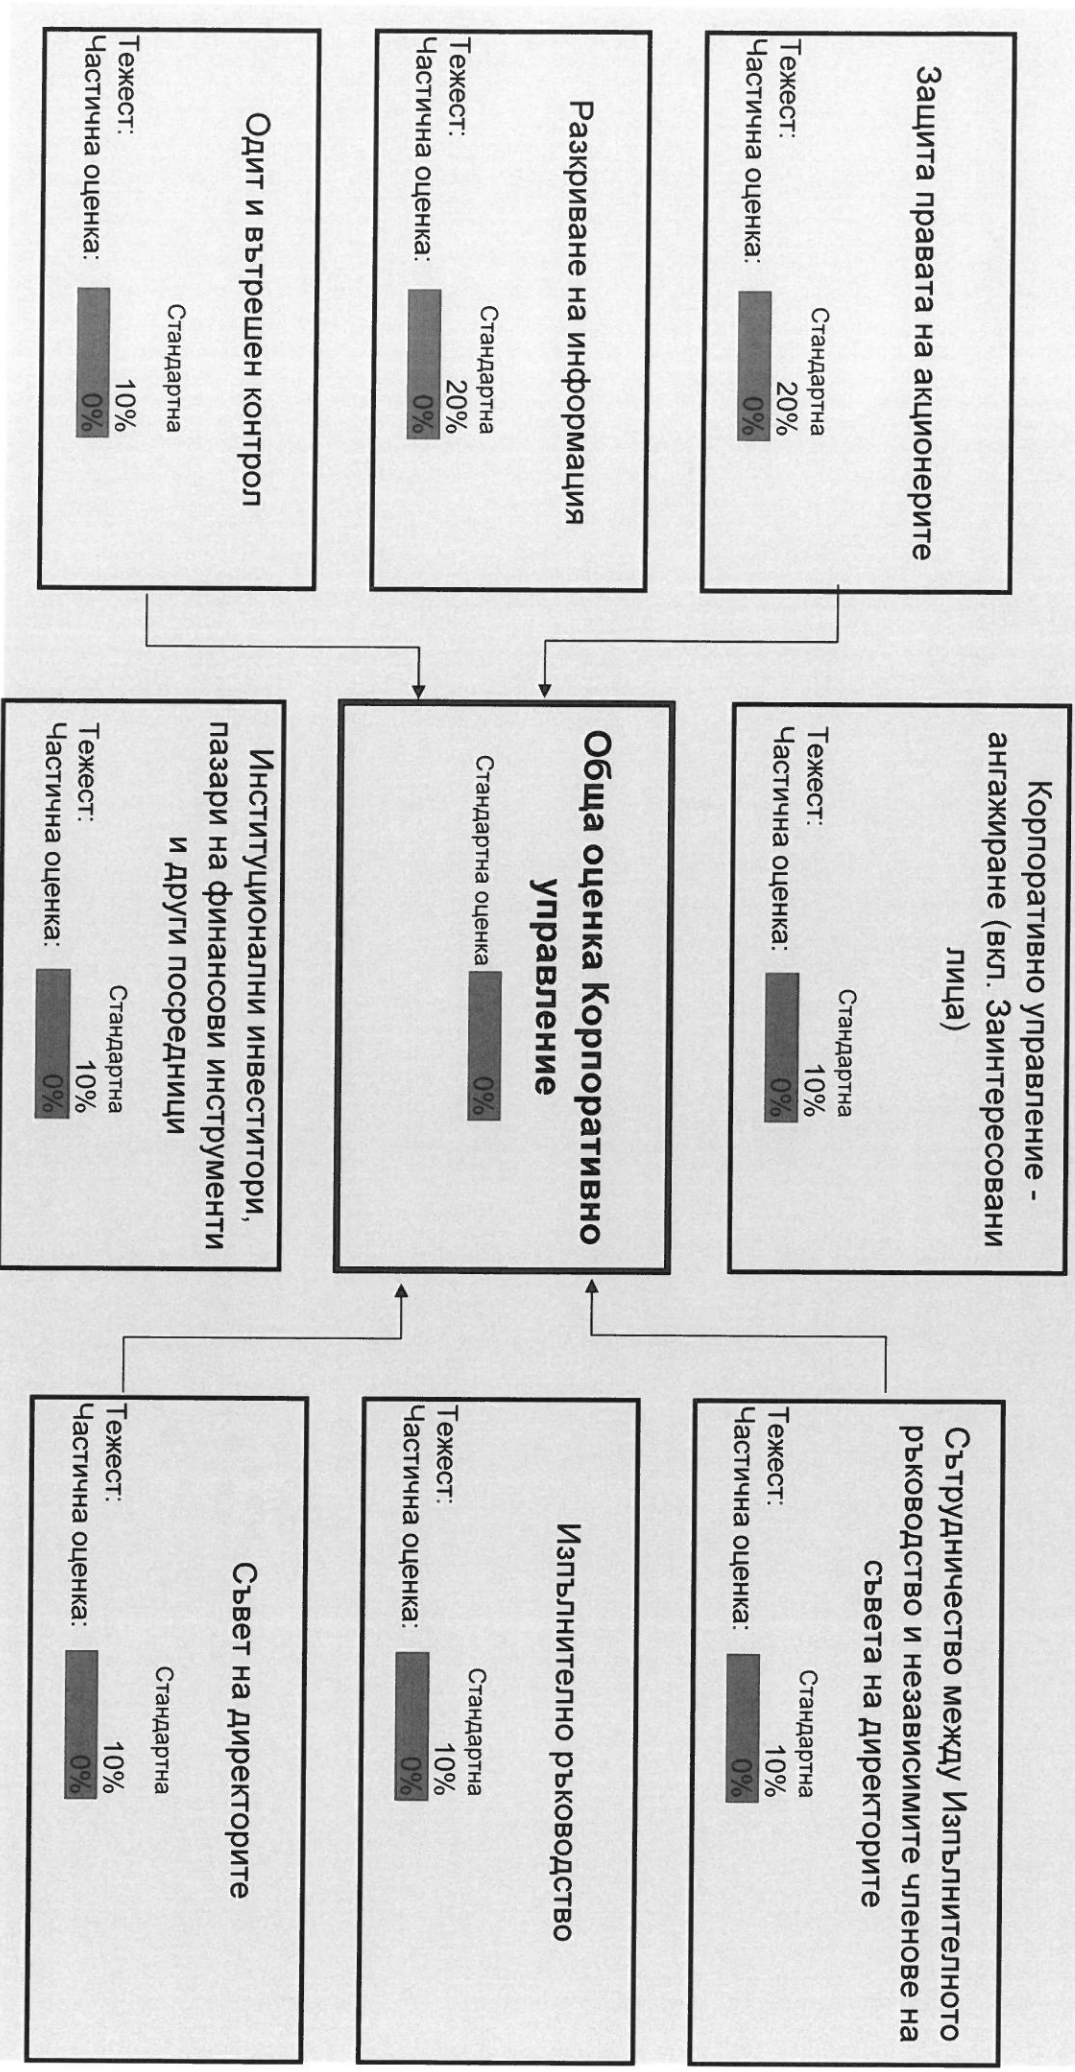 Защита правата на акционерите
Стандартна
Тежест: 20%
Частична оценка: 0%
Корпоративно управление -
ангажиране (вкл. Заинтересовани
лица)
Стандартна
Тежест: 10%
Частична оценка: 0%
Сътрудничество между Изпълнителното
ръководство и независимите членове на
съвета на директорите
Стандартна
Тежест: 10%
Частична оценка: 0%
Разкриване на информация
Стандартна
Тежест: 20%
Частична оценка: 0%
Обща оценка Корпоративно
управление
Стандартна оценка 0%
Изпълнително ръководство
Стандартна
Тежест: 10%
Частична оценка: 0%
Одит и вътрешен контрол
Стандартна
Тежест: 10%
Частична оценка: 0%
Институционални инвеститори,
пазари на финансови инструменти
и други посредници
Стандартна
Тежест: 10%
Частична оценка: 0%
Съвет на директорите
Стандартна
Тежест: 10%
Частична оценка: 0%